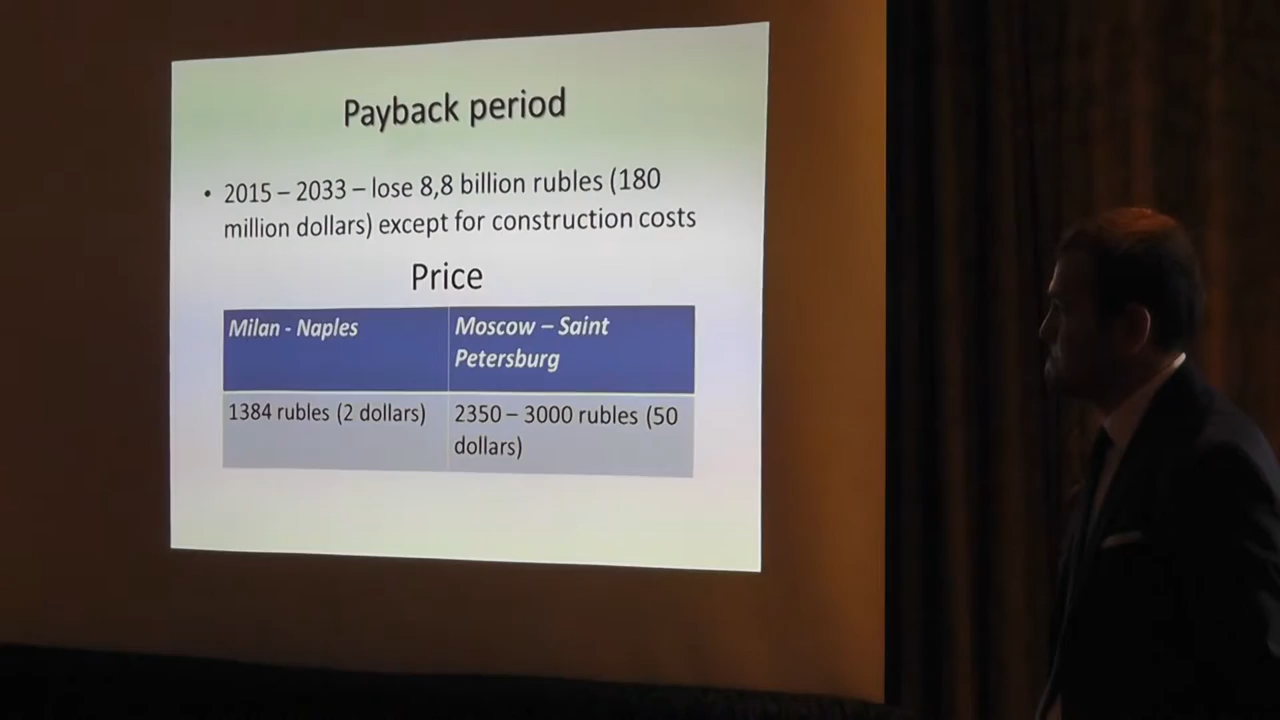 Payback period
• 2015 – 2033 – lose 8,8 billion rubles (180
million dollars) except for construction costs
Price
Milan - Naples
Moscow – Saint
Petersburg
1384 rubles (2 dollars)
2350 – 3000 rubles (50
dollars)